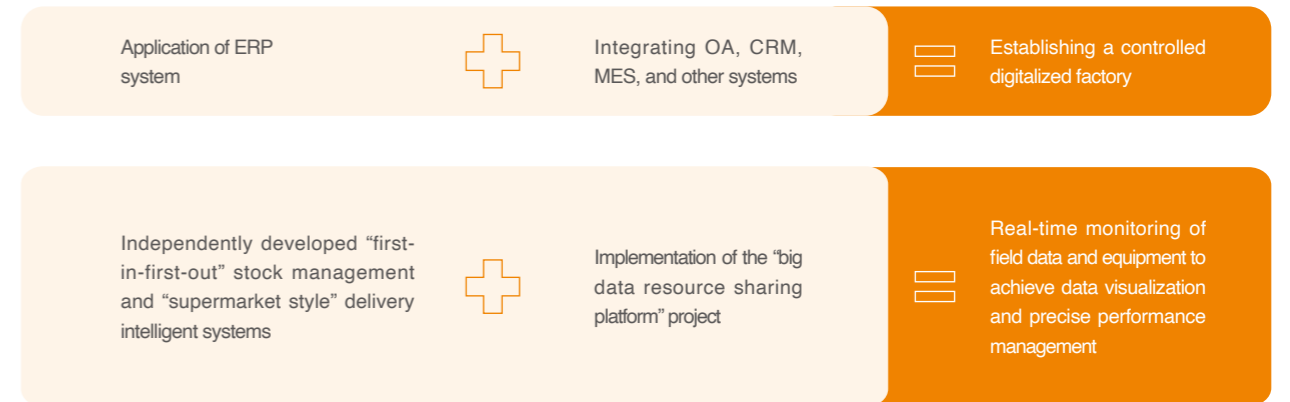 Application of ERP
system
Integrating OA, CRM,
MES, and other systems
Establishing a controlled
digitalized factory
Independently developed “first-
in-first-out” stock management
and “supermarket style” delivery
intelligent systems
Implementation of the “big
data resource sharing
platform” project
Real-time monitoring of
field data and equipment to
achieve data visualization
and precise performance
management